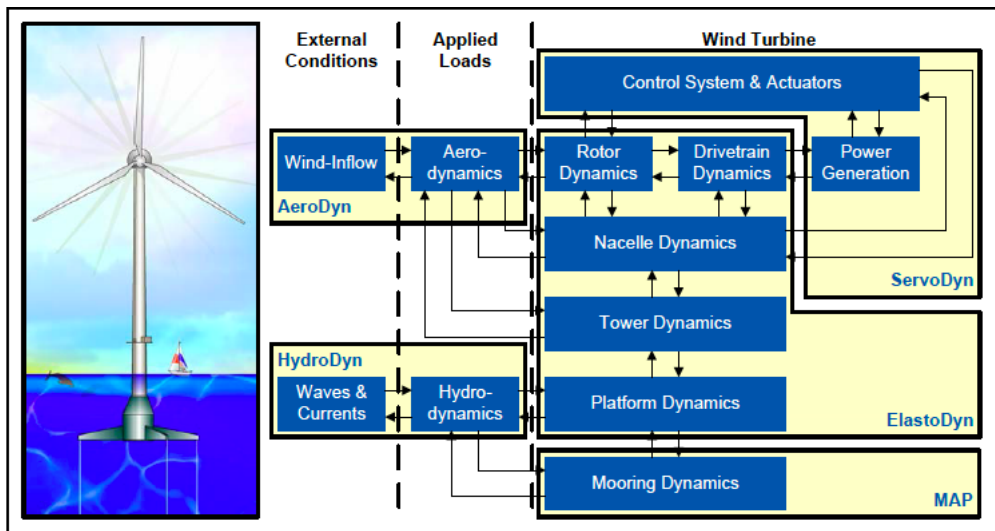 External
Conditions
Applied
Loads
Wind Turbine
Control System & Actuators
Wind-Inflow
Aero-
dynamics
Rotor
Dynamics
Drivetrain
Dynamics
Power
Generation
AeroDyn
Nacelle Dynamics
ServoDyn
Tower Dynamics
HydroDyn
Waves &
Currents
Hydro-
dynamics
Platform Dynamics
ElastoDyn
Mooring Dynamics
MAP